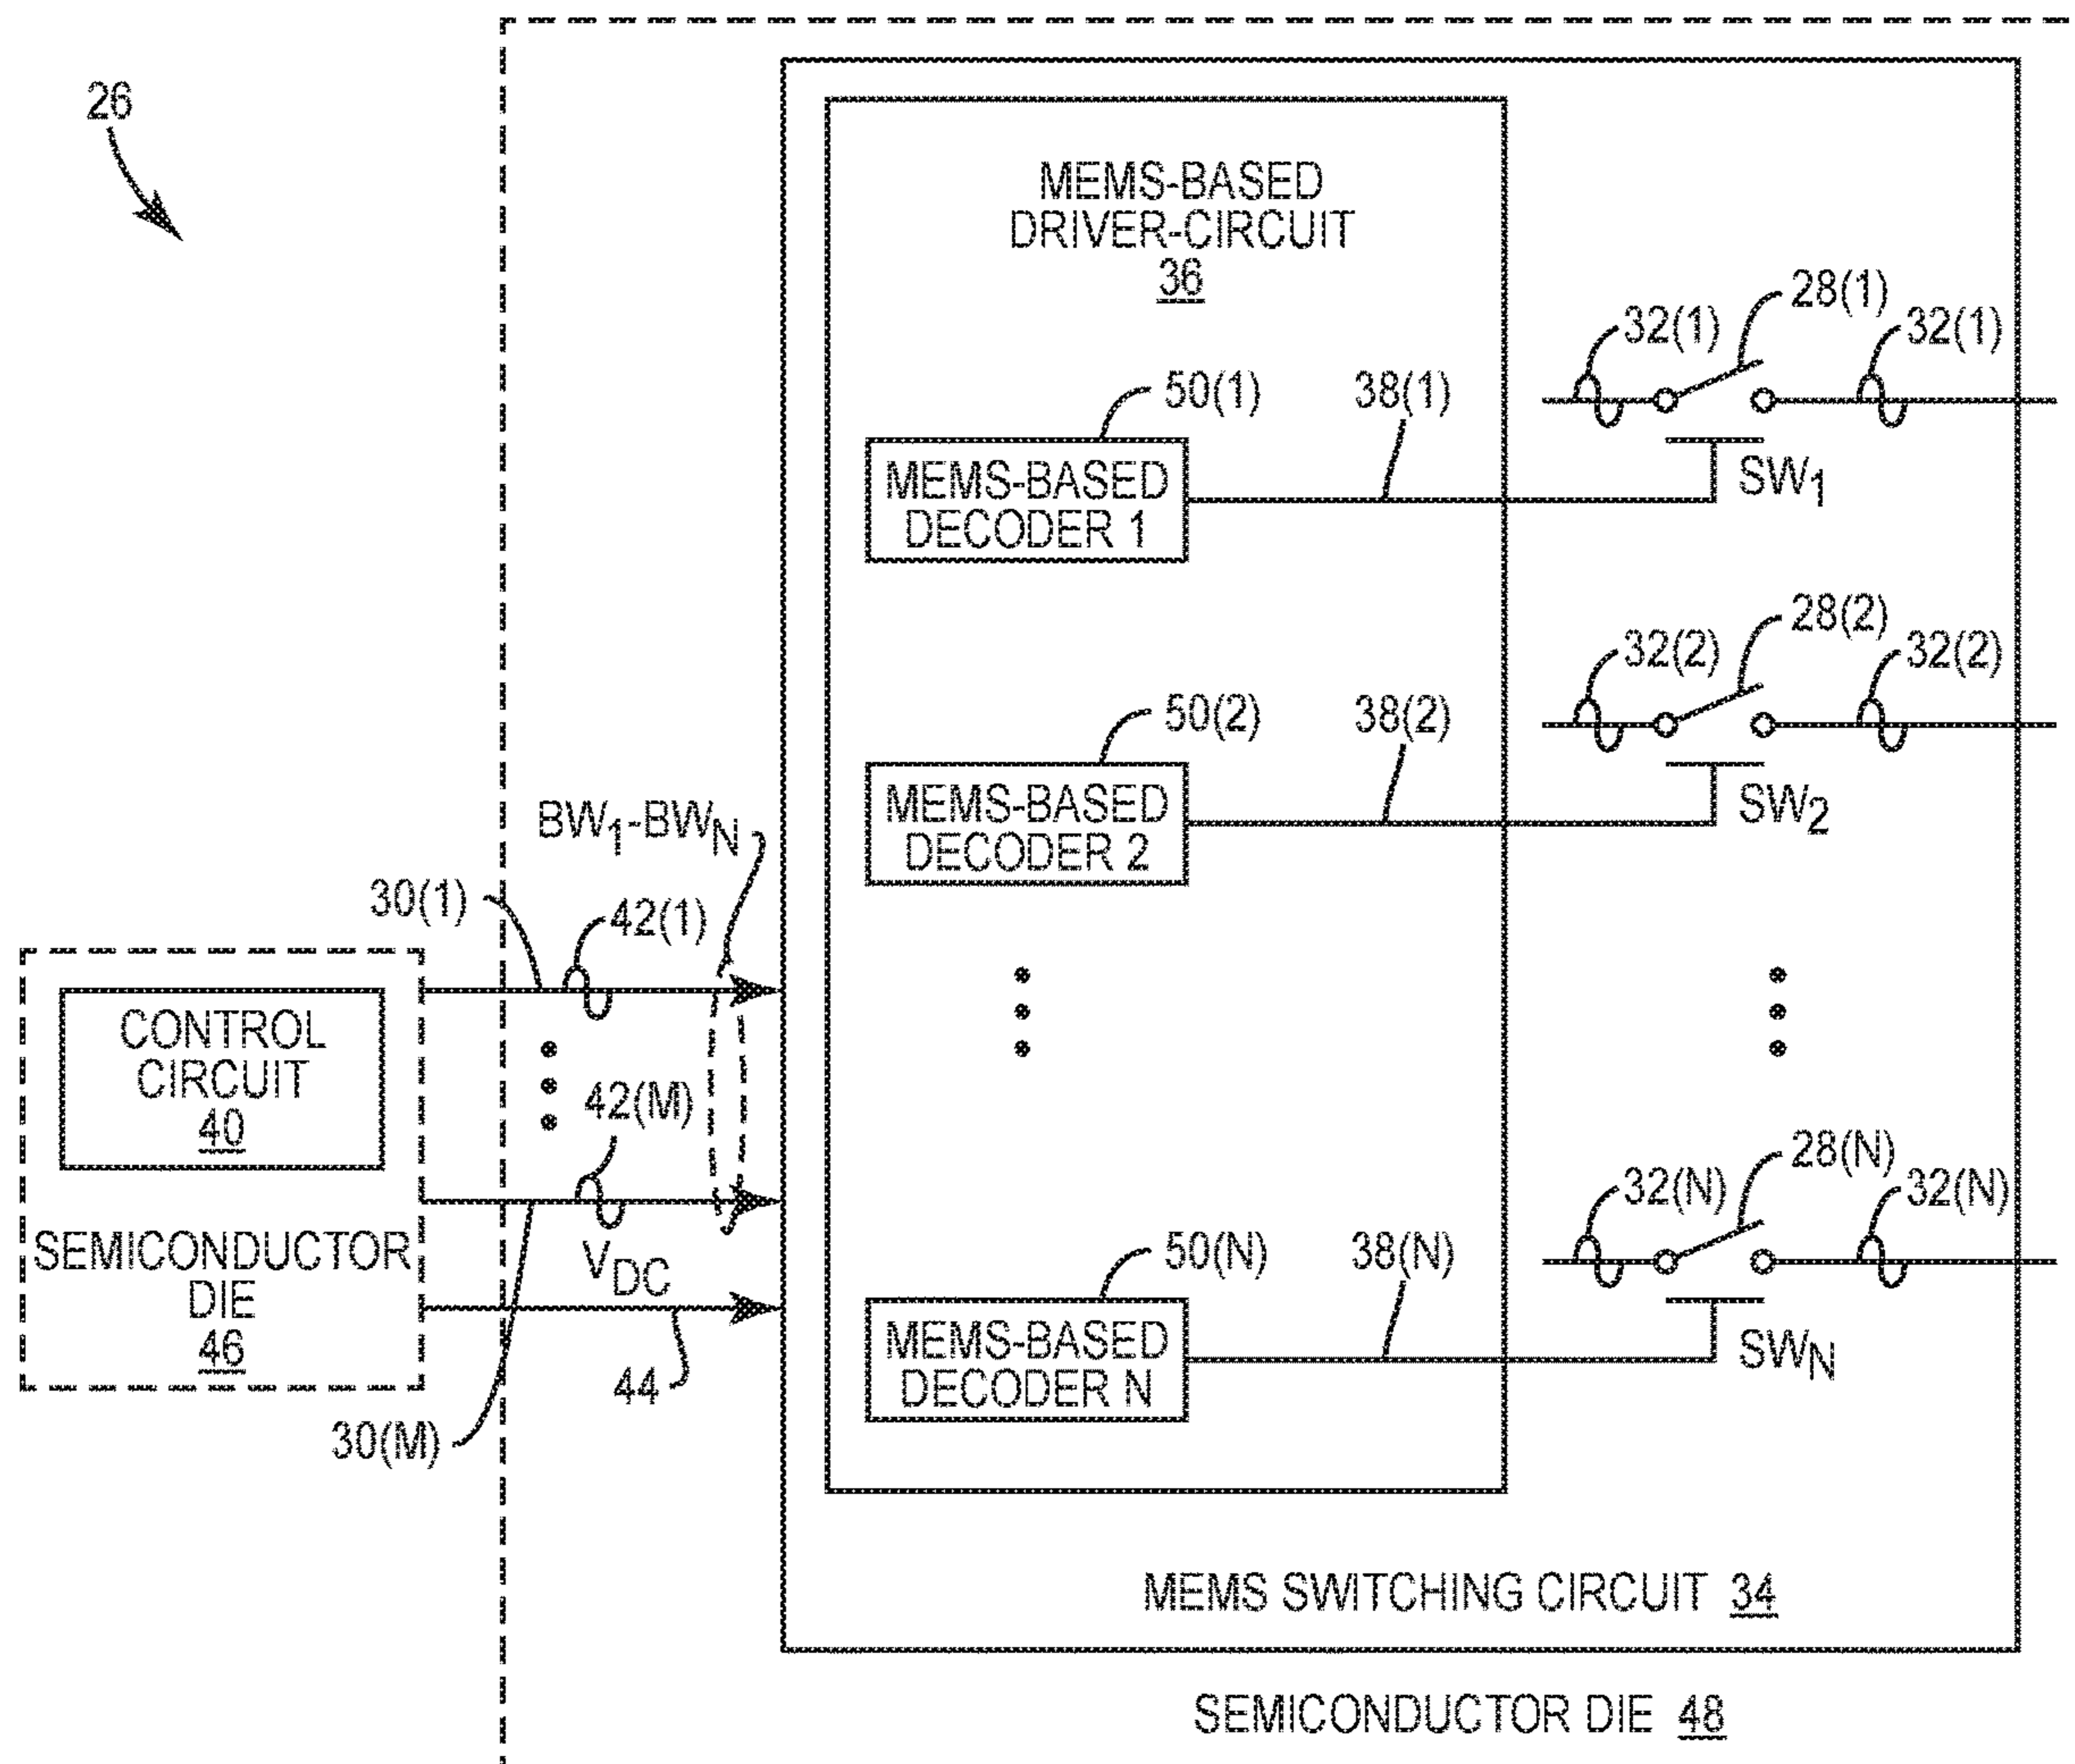 26
MEMS-BASED
DRIVER-CIRCUIT
36
28(1)
32(1)
32(1)
50(1)
38(1)
MEMS-BASED
DECODER 1
SW1
28(2)
32(2)
32(2)
50(2)
38(2)
MEMS-BASED
DECODER 2
SW2
BW1-BWN
30(1)
42(1)
CONTROL
CIRCUIT
40
42(M)
SEMICONDUCTOR
DIE
46
VDC
44
30(M)
28(N)
32(N)
32(N)
50(N)
38(N)
MEMS-BASED
DECODER N
SWN
MEMS SWITCHING CIRCUIT 34
SEMICONDUCTOR DIE 48